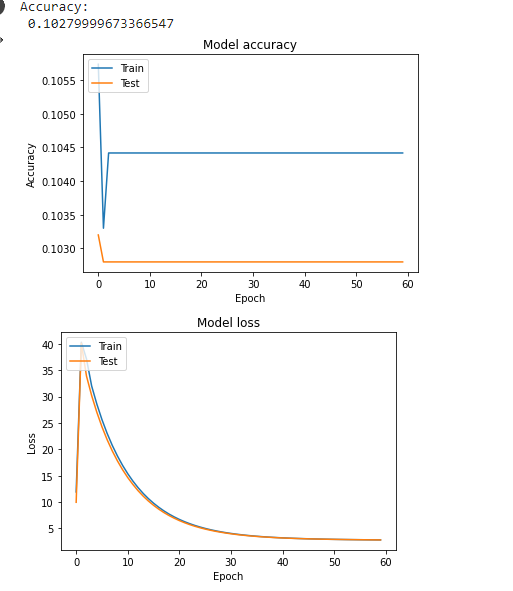 Accuracy:
0.10279999673366547
Model accuracy
Train
Test
0.1055
0.1050
0.1045
0.1040
0.1035
0.1030
Accuracy
0 10 20 30 40 50 60
Epoch
Model loss
Train
Test
40
35
30
25
20
15
10
5
Loss
0 10 20 30 40 50 60
Epoch